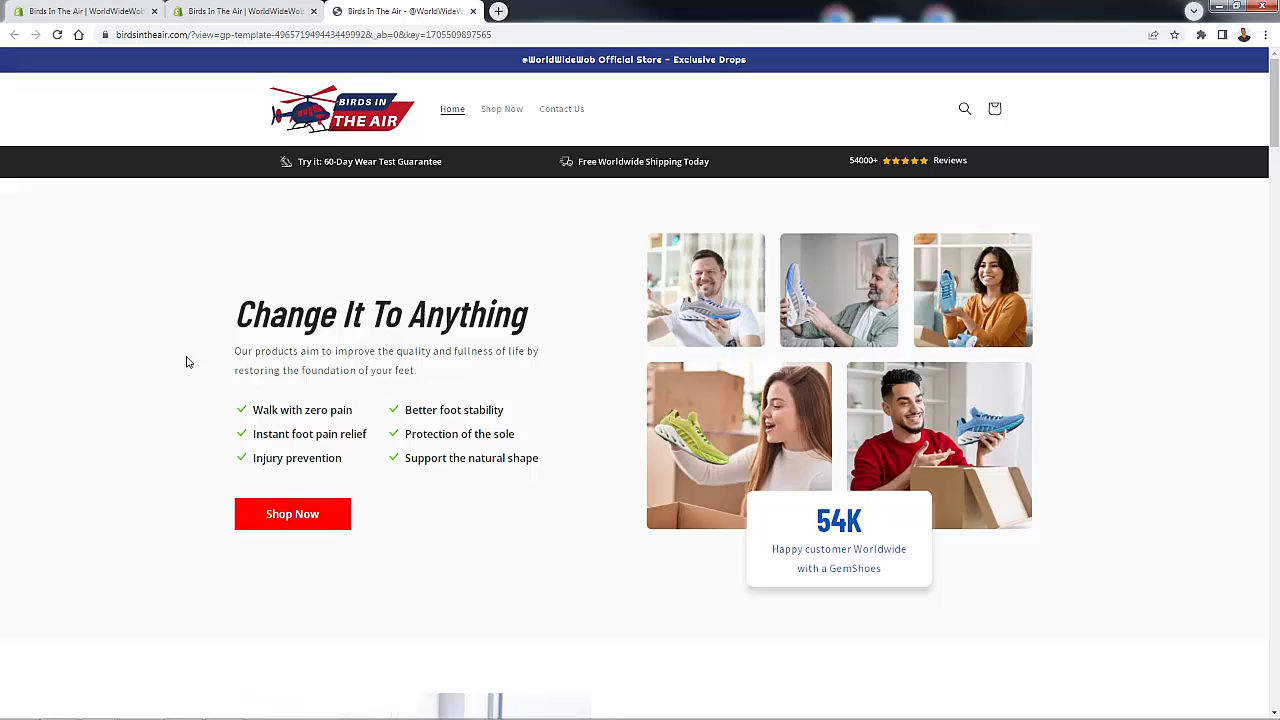 Birds In The Air | WorldWideWob
Birds In The Air | WorldWideWob
Birds In The Air - @WorldWideW
birdsintheair.com/?view=gp-template-496571949443449992&_ab=0&key=1705509897565
@WorldWideWob Official Store - Exclusive Drops
BIRDS IN
THE AIR
Home
Shop Now
Contact Us
Try it: 60-Day Wear Test Guarantee
Free Worldwide Shipping Today
54000+
Reviews
Change It To Anything
Our products aim to improve the quality and fullness of life by
restoring the foundation of your feet.
Walk with zero pain
Better foot stability
Instant foot pain relief
Protection of the sole
Injury prevention
Support the natural shape
Shop Now
54K
Happy customer Worldwide
with a GemShoes